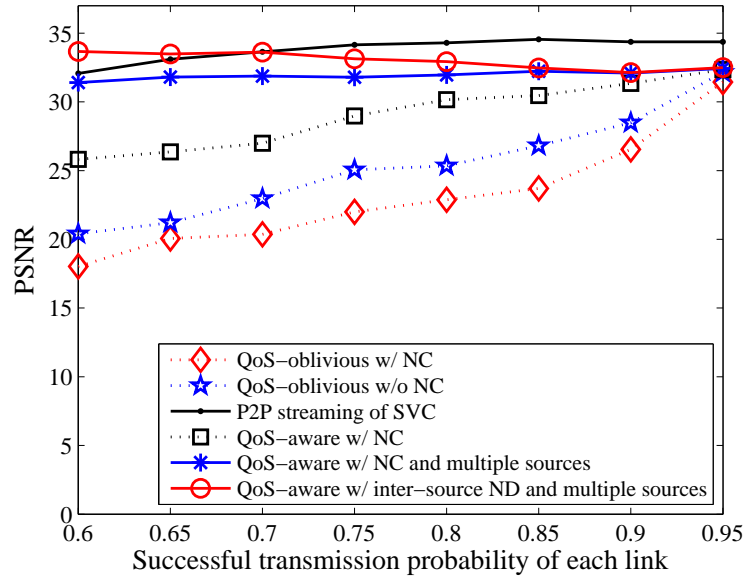 35
30
25
20
15
10
5
0
PSNR
QoS−oblivious w/ NC
QoS−oblivious w/o NC
P2P streaming of SVC
QoS−aware w/ NC
QoS−aware w/ NC and multiple sources
QoS−aware w/ inter−source ND and multiple sources
0.6 0.65 0.7 0.75 0.8 0.85 0.9 0.95
Successful transmission probability of each link